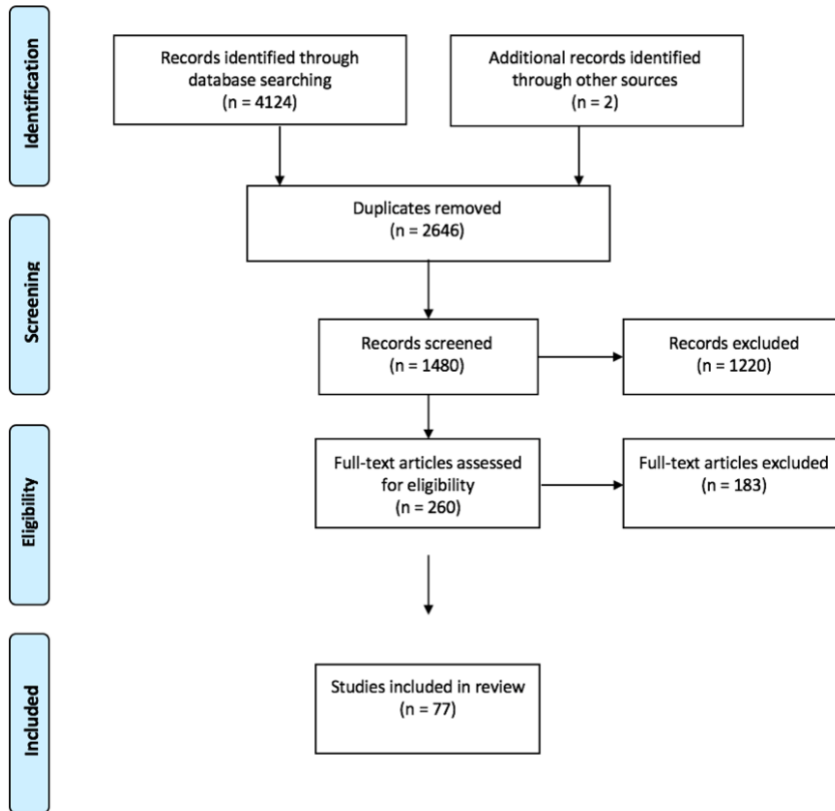 Identification
Records identified through
database searching
(n = 4124)
Additional records identified
through other sources
(n = 2)
Duplicates removed
(n = 2646)
Screening
Records screened
(n = 1480)
Records excluded
(n = 1220)
Eligibility
Full-text articles assessed
for eligibility
(n = 260)
Full-text articles excluded
(n = 183)
Included
Studies included in review
(n = 77)